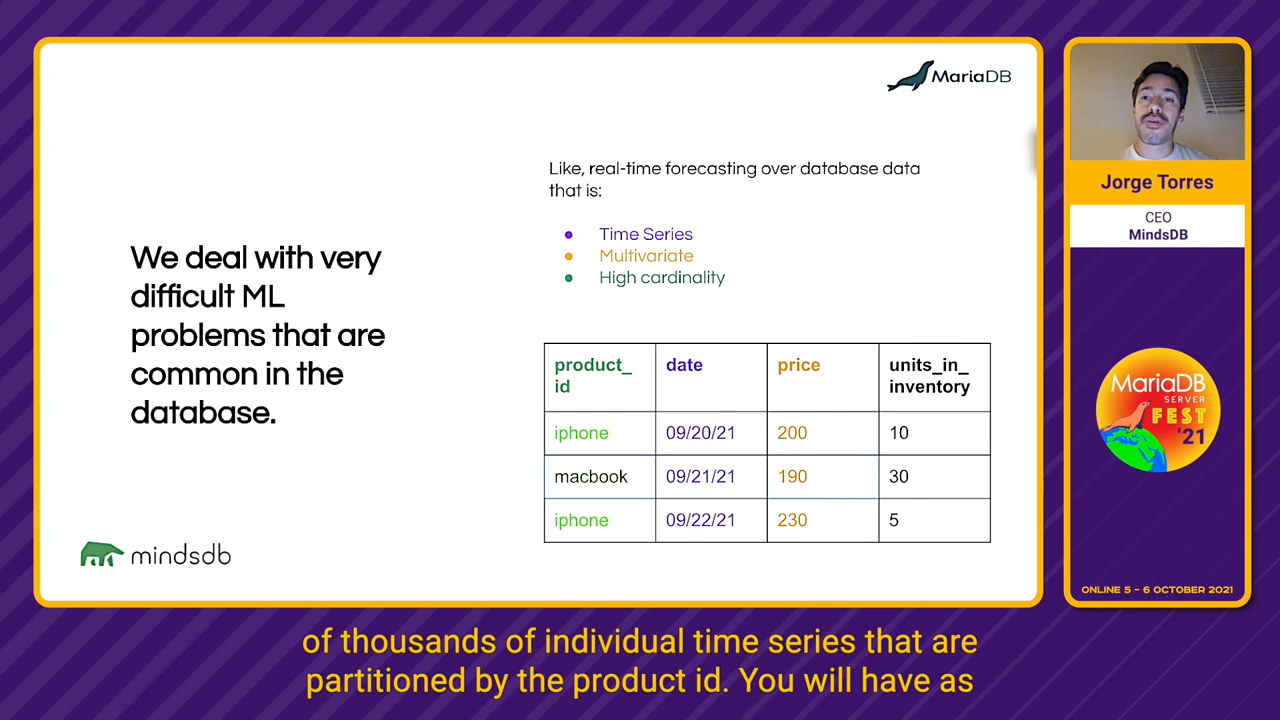 MariaDB
We deal with very
difficult ML
problems that are
common in the
database.
mindsdb
Like, real-time forecasting over database data
that is:
Time Series
Multivariate
High cardinality
product_
id
date
price
units_in_
inventory
iphone
09/20/21
200
10
macbook
09/21/21
190
30
iphone
09/22/21
230
5
Jorge Torres
CEO
MindsDB
MariaDB
SERVER
FEST
'21
ONLINE 5 - 6 OCTOBER 2021
of thousands of individual time series that are
partitioned by the product id. You will have as